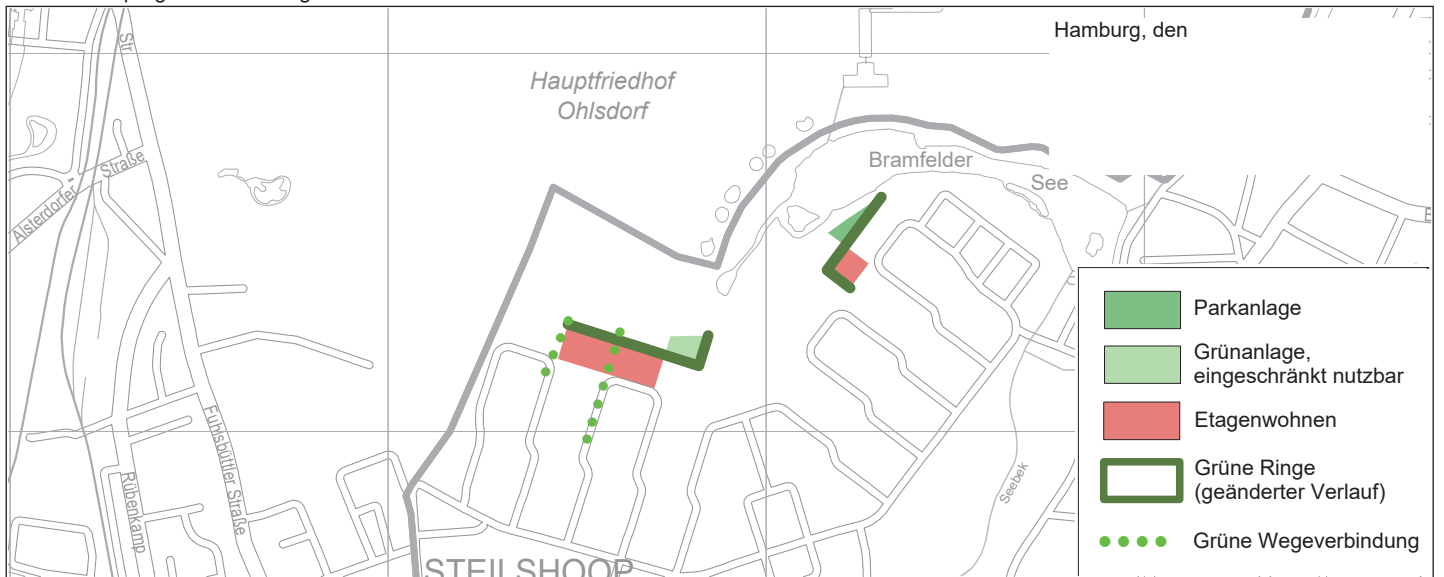 Hamburg, den
Str.
Hauptfriedhof
Ohlsdorf
Bramfelder
See
Alsterdorfer - Straße
Parkanlage
Grünanlage,
eingeschränkt nutzbar
Etagenwohnen
Grüne Ringe
(geänderter Verlauf)
Grüne Wegeverbindung
Fuhlsbüttler Straße
Rübenkamp
Seebek
STEILSHOOP